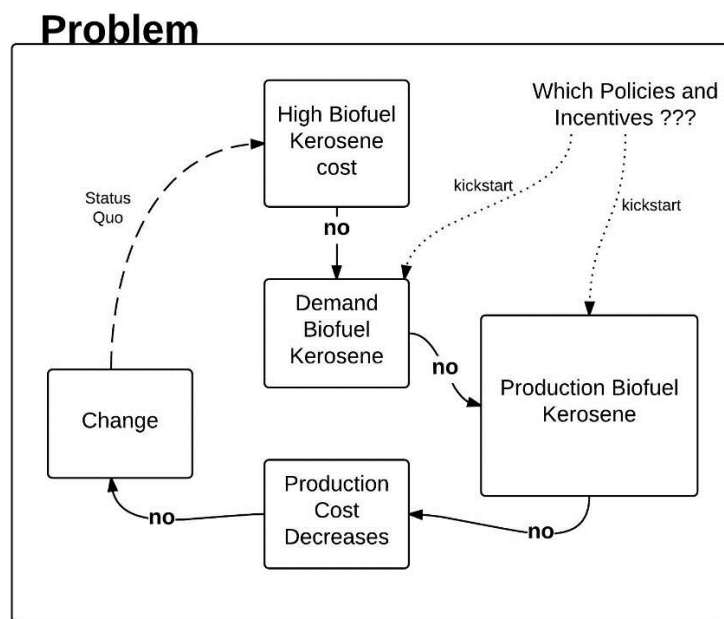 Problem
High Biofuel
Kerosene
cost
Which Policies and
Incentives ???
Status
Quo
kickstart
kickstart
no
Demand
Biofuel
Kerosene
no
Production Biofuel
Kerosene
Change
Production
Cost
Decreases
no
no